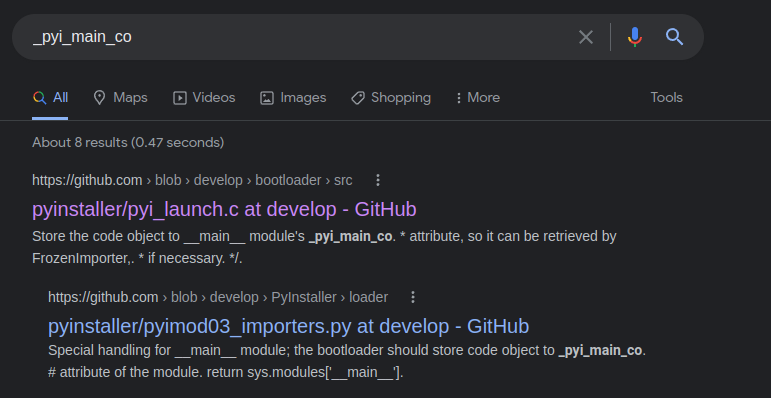 _pyi_main_co
All Maps Videos Images Shopping More Tools
About 8 results (0.47 seconds)
https://github.com › blob › develop › bootloader › src
pyinstaller/pyi_launch.c at develop - GitHub
Store the code object to __main__ module's _pyi_main_co. * attribute, so it can be retrieved by
FrozenImporter,. * if necessary. */.
https://github.com › blob › develop › PyInstaller › loader
pyinstaller/pyimod03_importers.py at develop - GitHub
Special handling for __main__ module; the bootloader should store code object to _pyi_main_co.
# attribute of the module. return sys.modules['__main__'].